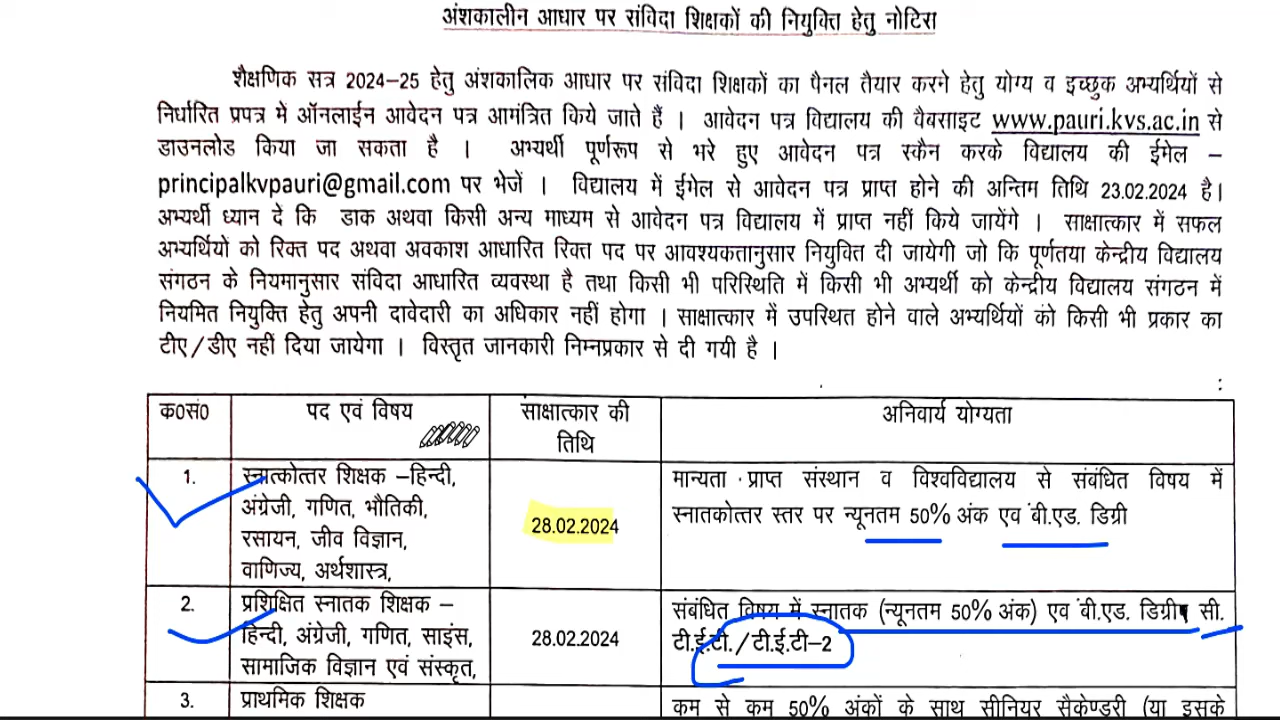 अंशकालीन आधार पर संविदा शिक्षकों की नियुक्ति हेतु नोटिस
शैक्षणिक सत्र 2024-25 हेतु अंशकालिक आधार पर संविदा शिक्षकों का पैनल तैयार करने हेतु योग्य व इच्छुक अभ्यर्थियों से
निर्धारित प्रपत्र में ऑनलाईन आवेदन पत्र आमंत्रित किये जाते हैं । आवेदन पत्र विद्यालय की वैबसाइट www.pauri.kvs.ac.in से
डाउनलोड किया जा सकता है । अभ्यर्थी पूर्णरूप से भरे हुए आवेदन पत्र स्कैन करके विद्यालय की ईमेल –
principalkvpauri@gmail.com पर भेजें । विद्यालय में ईमेल से आवेदन पत्र प्राप्त होने की अन्तिम तिथि 23.02.2024 है।
अभ्यर्थी ध्यान दें कि डाक अथवा किसी अन्य माध्यम से आवेदन पत्र विद्यालय में प्राप्त नहीं किये जायेंगे । साक्षात्कार में सफल
अभ्यर्थियो को रिक्त पद अथवा अवकाश आधारित रिक्त पद पर आवश्यकतानुसार नियुक्ति दी जायेगी जो कि पूर्णतया केन्द्रीय विद्यालय
संगठन के नियमानुसार संविदा आधारित व्यवस्था है तथा किसी भी परिस्थिति में किसी भी अभ्यर्थी को केन्द्रीय विद्यालय संगठन में
नियमित नियुक्ति हेतु अपनी दावेदारी का अधिकार नहीं होगा । साक्षात्कार में उपस्थित होने वाले अभ्यर्थियों को किसी भी प्रकार का
टीए/डीए नहीं दिया जायेगा । विस्तृत जानकारी निम्नप्रकार से दी गयी है ।
क0सं0 पद एवं विषय साक्षात्कार की तिथि अनिवार्य योग्यता
1. स्नात्कोत्तर शिक्षक –हिन्दी,
अंग्रेजी, गणित, भौतिकी,
रसायन, जीव विज्ञान,
वाणिज्य, अर्थशास्त्र,
28.02.2024
मान्यता प्राप्त संस्थान व विश्वविद्यालय से संबंधित विषय में
स्नातकोत्तर स्तर पर न्यूनतम 50% अंक एव बी.एड. डिग्री
2. प्रशिक्षित स्नातक शिक्षक –
हिन्दी, अंग्रेजी, गणित, साइंस,
सामाजिक विज्ञान एवं संस्कृत,
28.02.2024
संबंधित विषय में स्नातक (न्यूनतम 50% अंक) एव बी.एड. डिग्री सी.
टी.ई.टी./टी.ई.टी–2
3. प्राथमिक शिक्षक
कम से कम 50% अंकों के साथ सीनियर सैकेण्डरी (या इसके